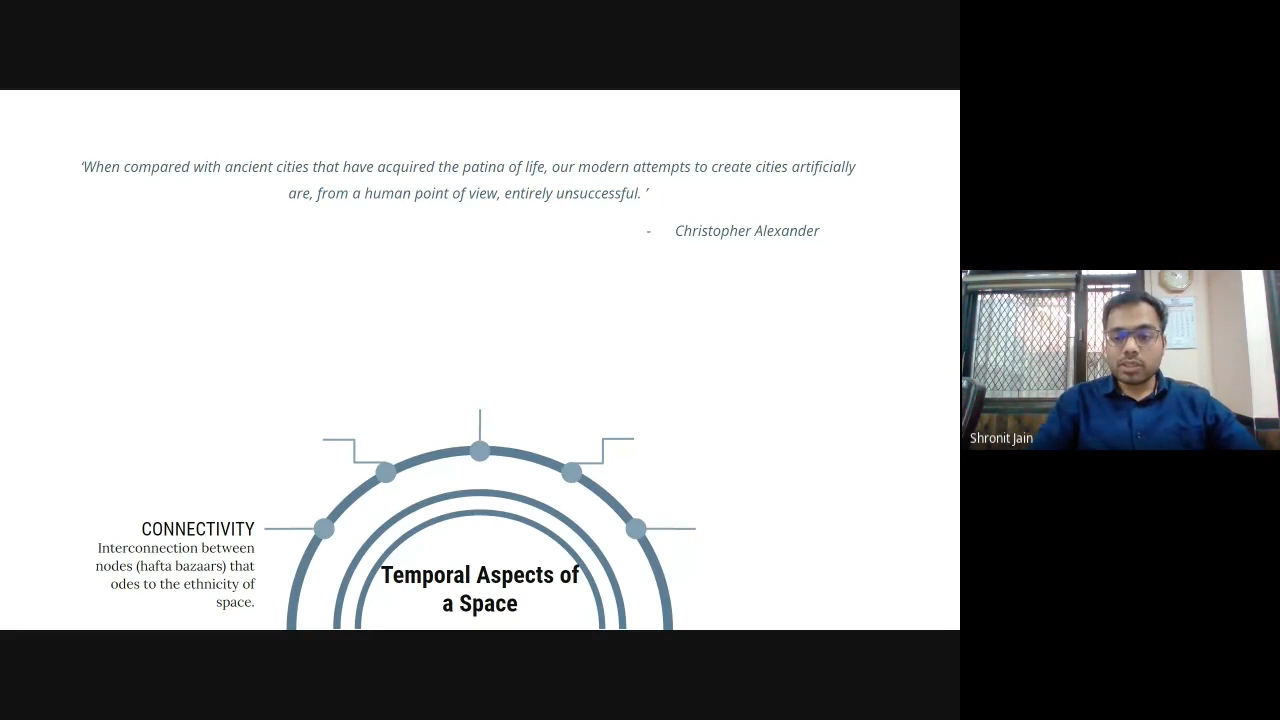 ‘When compared with ancient cities that have acquired the patina of life, our modern attempts to create cities artificially
are, from a human point of view, entirely unsuccessful. ’
- Christopher Alexander
CONNECTIVITY
Interconnection between
nodes (hafta bazaars) that
odes to the ethnicity of
space.
Temporal Aspects of
a Space
Shronit Jain